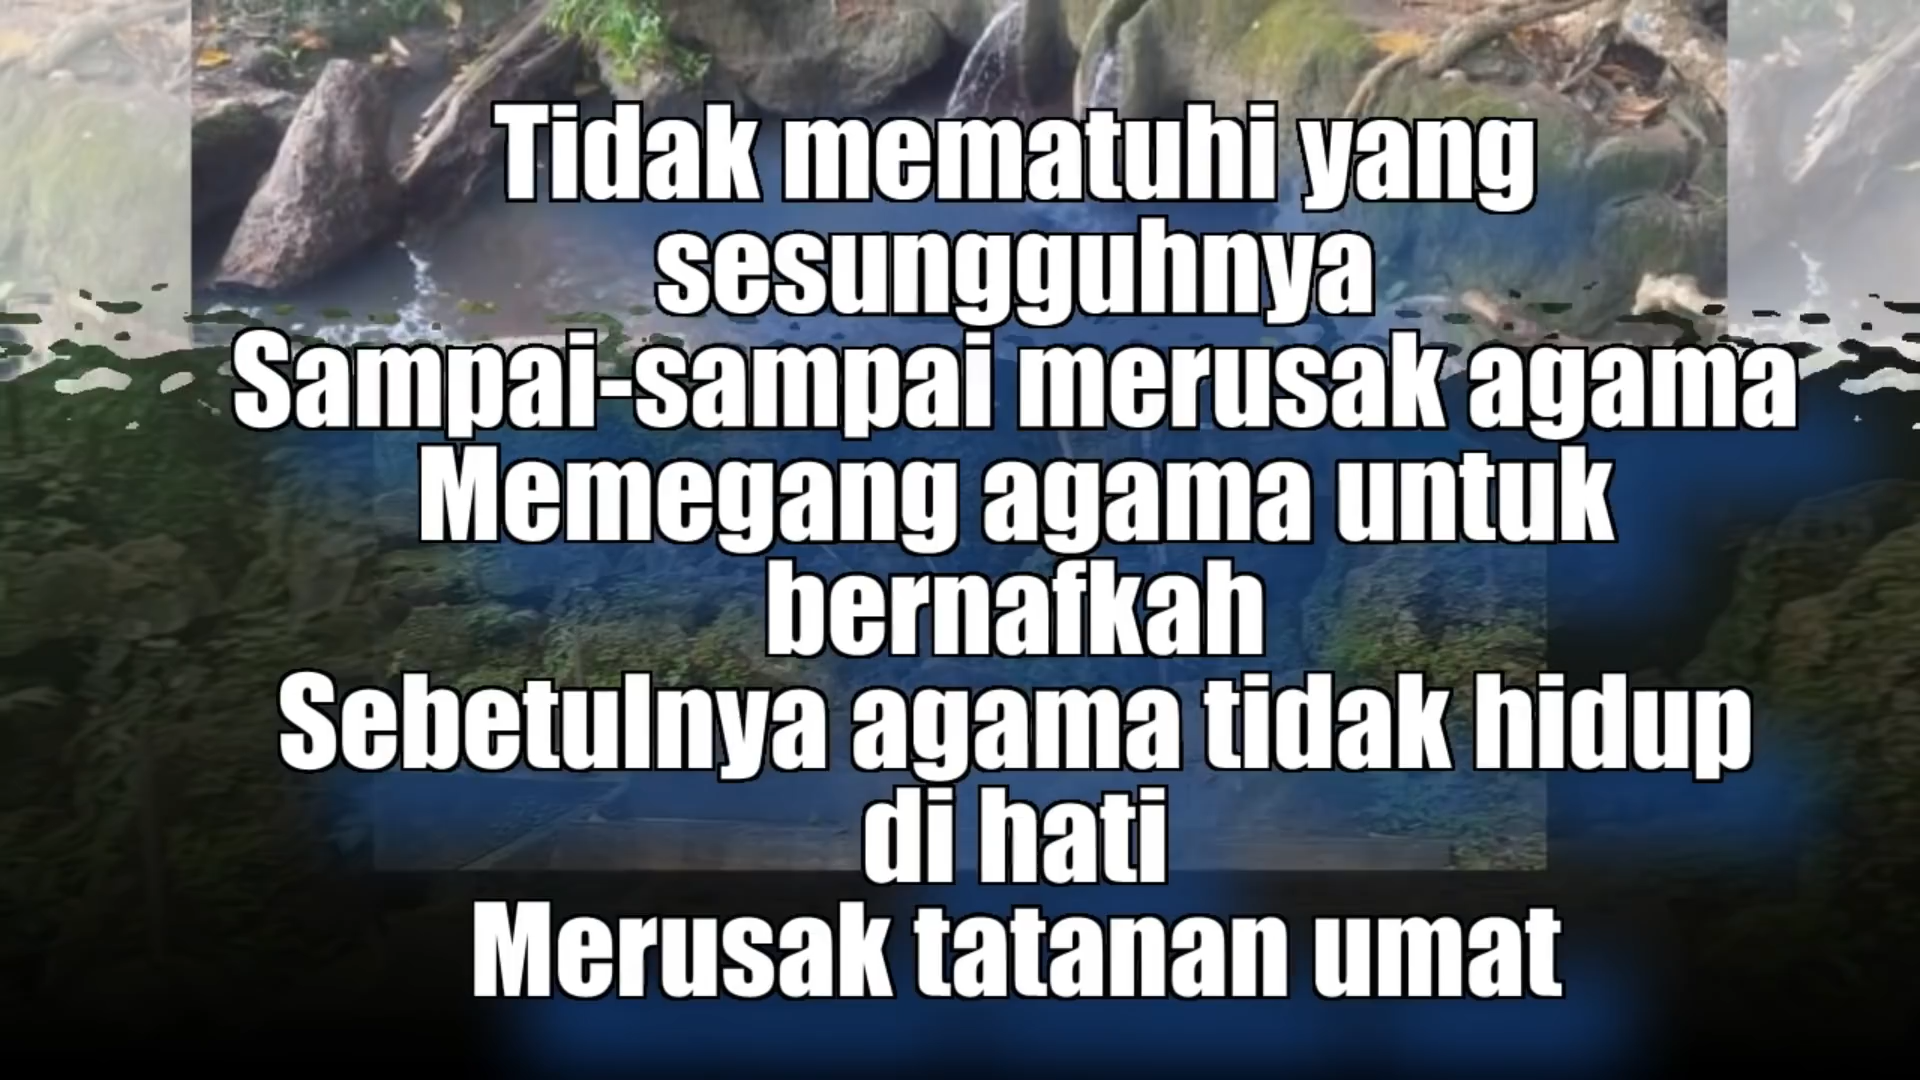 Tidak mematuhi yang
sesungguhnya
Sampai-sampai merusak agama
Memegang agama untuk
bernafkah
Sebetulnya agama tidak hidup
di hati
Merusak tatanan umat